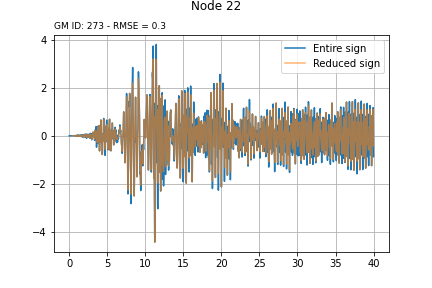 Node 22
GM ID: 273 - RMSE = 0.3
Entire sign
Reduced sign
4
2
0
−2
−4
0 5 10 15 20 25 30 35 40